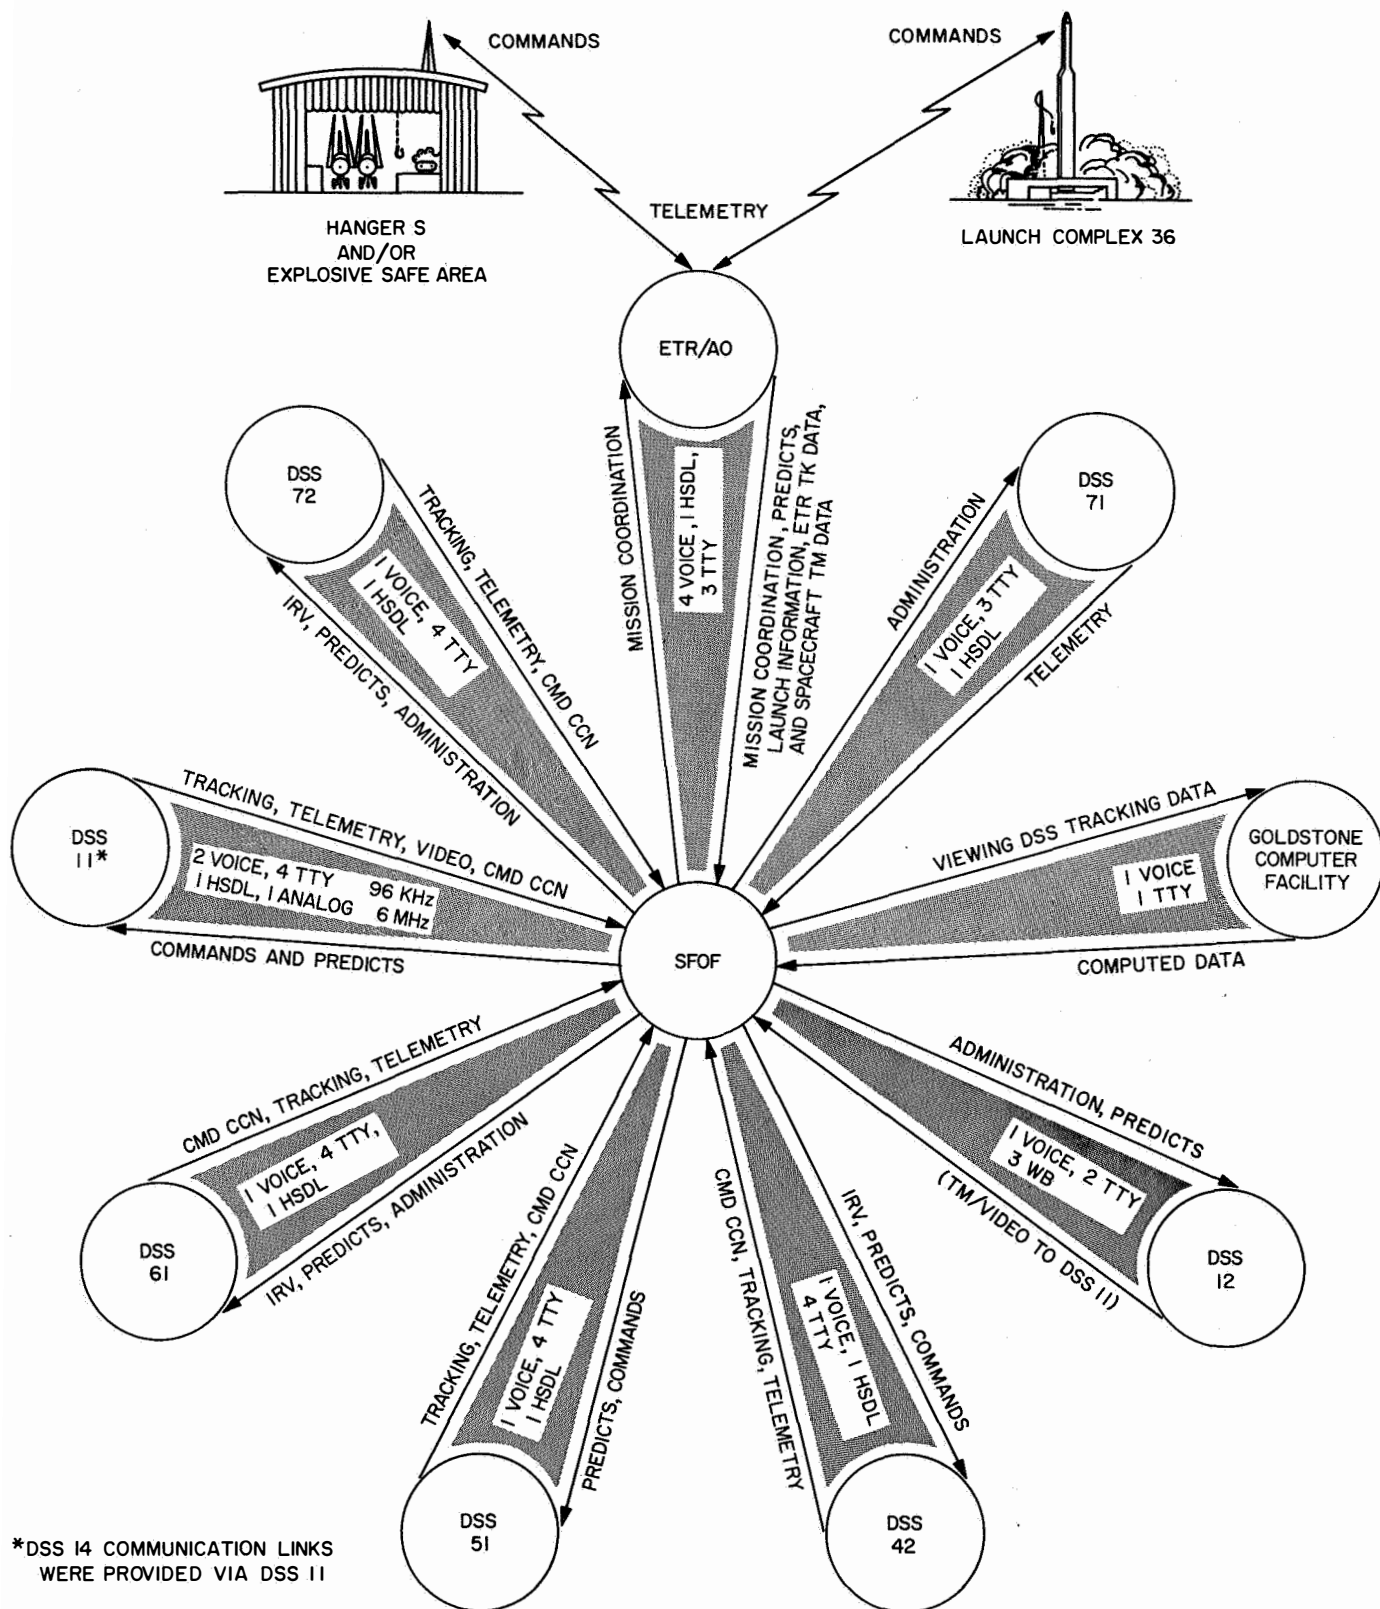 COMMANDS
COMMANDS
TELEMETRY
HANGER S
AND/OR
EXPLOSIVE SAFE AREA
LAUNCH COMPLEX 36
ETR/AO
MISSION COORDINATION
4 VOICE, 1 HSDL,
3 TTY
MISSION COORDINATION, PREDICTS,
LAUNCH INFORMATION, ETR TK DATA,
AND SPACECRAFT TM DATA
DSS
72
TRACKING, TELEMETRY, CMD CCN
1 VOICE, 4 TTY
1 HSDL
IRV, PREDICTS, ADMINISTRATION
DSS
71
ADMINISTRATION
1 VOICE, 3 TTY
1 HSDL
TELEMETRY
DSS
11*
TRACKING, TELEMETRY, VIDEO, CMD CCN
2 VOICE, 4 TTY 96 KHz
1 HSDL, 1 ANALOG 6 MHz
COMMANDS AND PREDICTS
GOLDSTONE
COMPUTER
FACILITY
VIEWING DSS TRACKING DATA
1 VOICE
1 TTY
COMPUTED DATA
SFOF
DSS
61
CMD CCN, TRACKING, TELEMETRY
1 VOICE, 4 TTY,
1 HSDL
IRV, PREDICTS, ADMINISTRATION
DSS
12
ADMINISTRATION, PREDICTS
1 VOICE, 2 TTY
3 WB
(TM/VIDEO TO DSS 11)
DSS
51
TRACKING, TELEMETRY, CMD CCN
1 VOICE, 4 TTY
1 HSDL
PREDICTS, COMMANDS
DSS
42
CMD CCN, TRACKING, TELEMETRY
1 VOICE, 1 HSDL
4 TTY
IRV, PREDICTS, COMMANDS
*DSS 14 COMMUNICATION LINKS
WERE PROVIDED VIA DSS 11